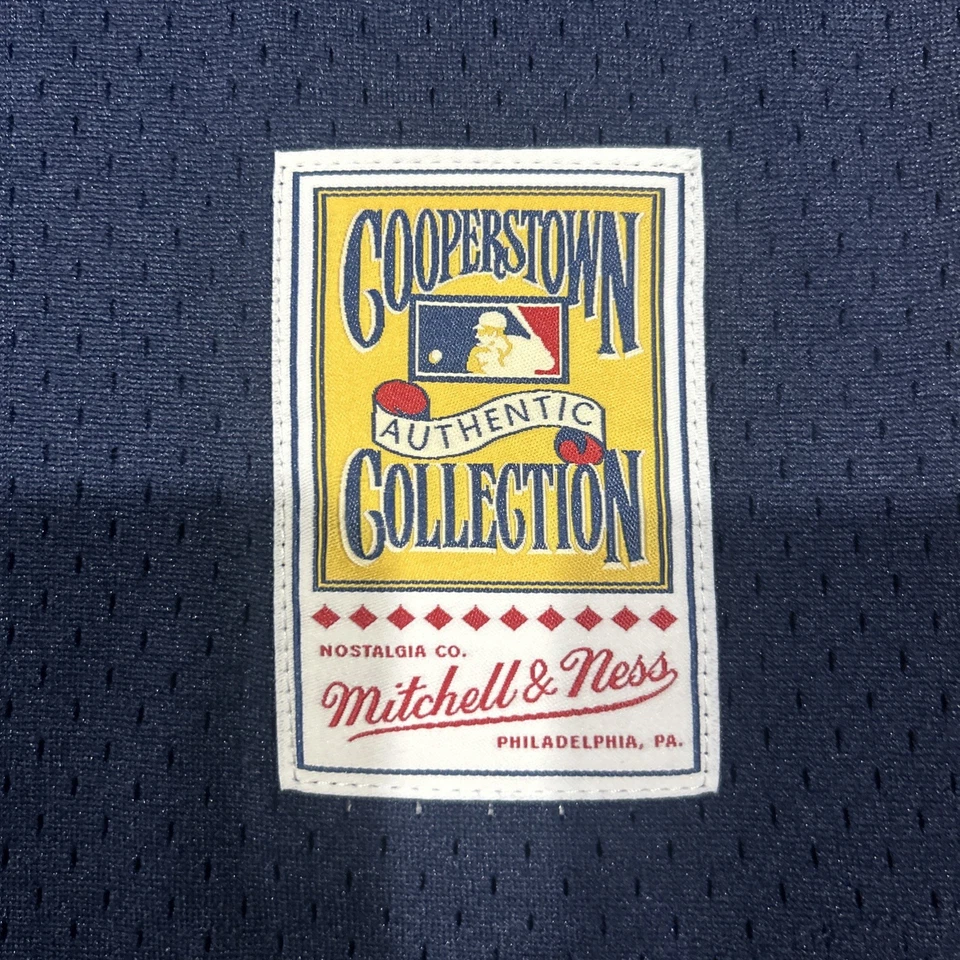 COOPERSTOWN
AUTHENTIC
COLLECTION
NOSTALGIA CO.
Mitchell & Ness
PHILADELPHIA, PA.